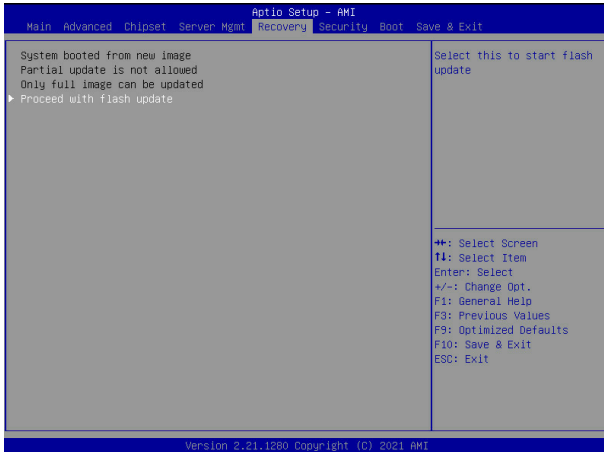 Aptio Setup – AMI
Main Advanced Chipset Server Mgmt Recovery Security Boot Save & Exit
System booted from new image
Partial update is not allowed
Only full image can be updated
▶ Proceed with flash update
Select this to start flash
update
→←: Select Screen
↑↓: Select Item
Enter: Select
+/-: Change Opt.
F1: General Help
F3: Previous Values
F9: Optimized Defaults
F10: Save & Exit
ESC: Exit
Version 2.21.1280 Copyright (C) 2021 AMI